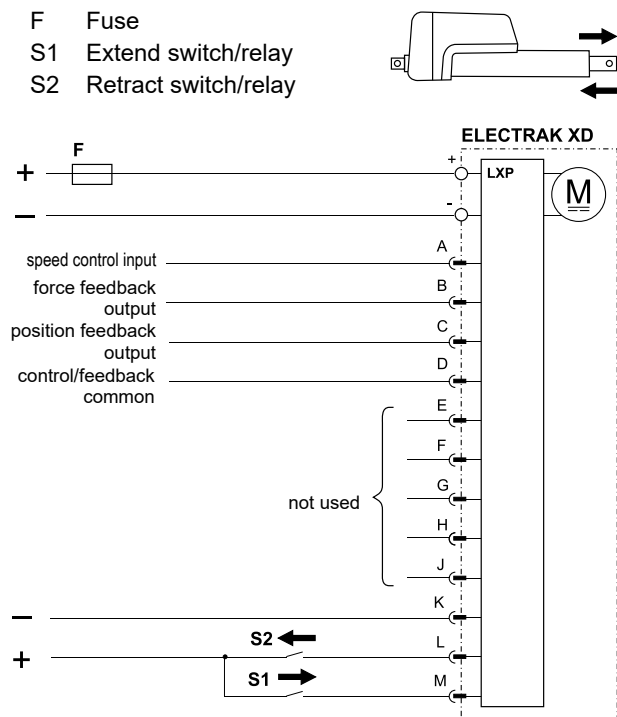 F Fuse
S1 Extend switch/relay
S2 Retract switch/relay
ELECTRAK XD
F
+
+
LXP
M
−
-
A
speed control input
B
force feedback
output
C
position feedback
output
D
control/feedback
common
E
F
G
not used
H
J
K
−
S2
L
+
S1
M